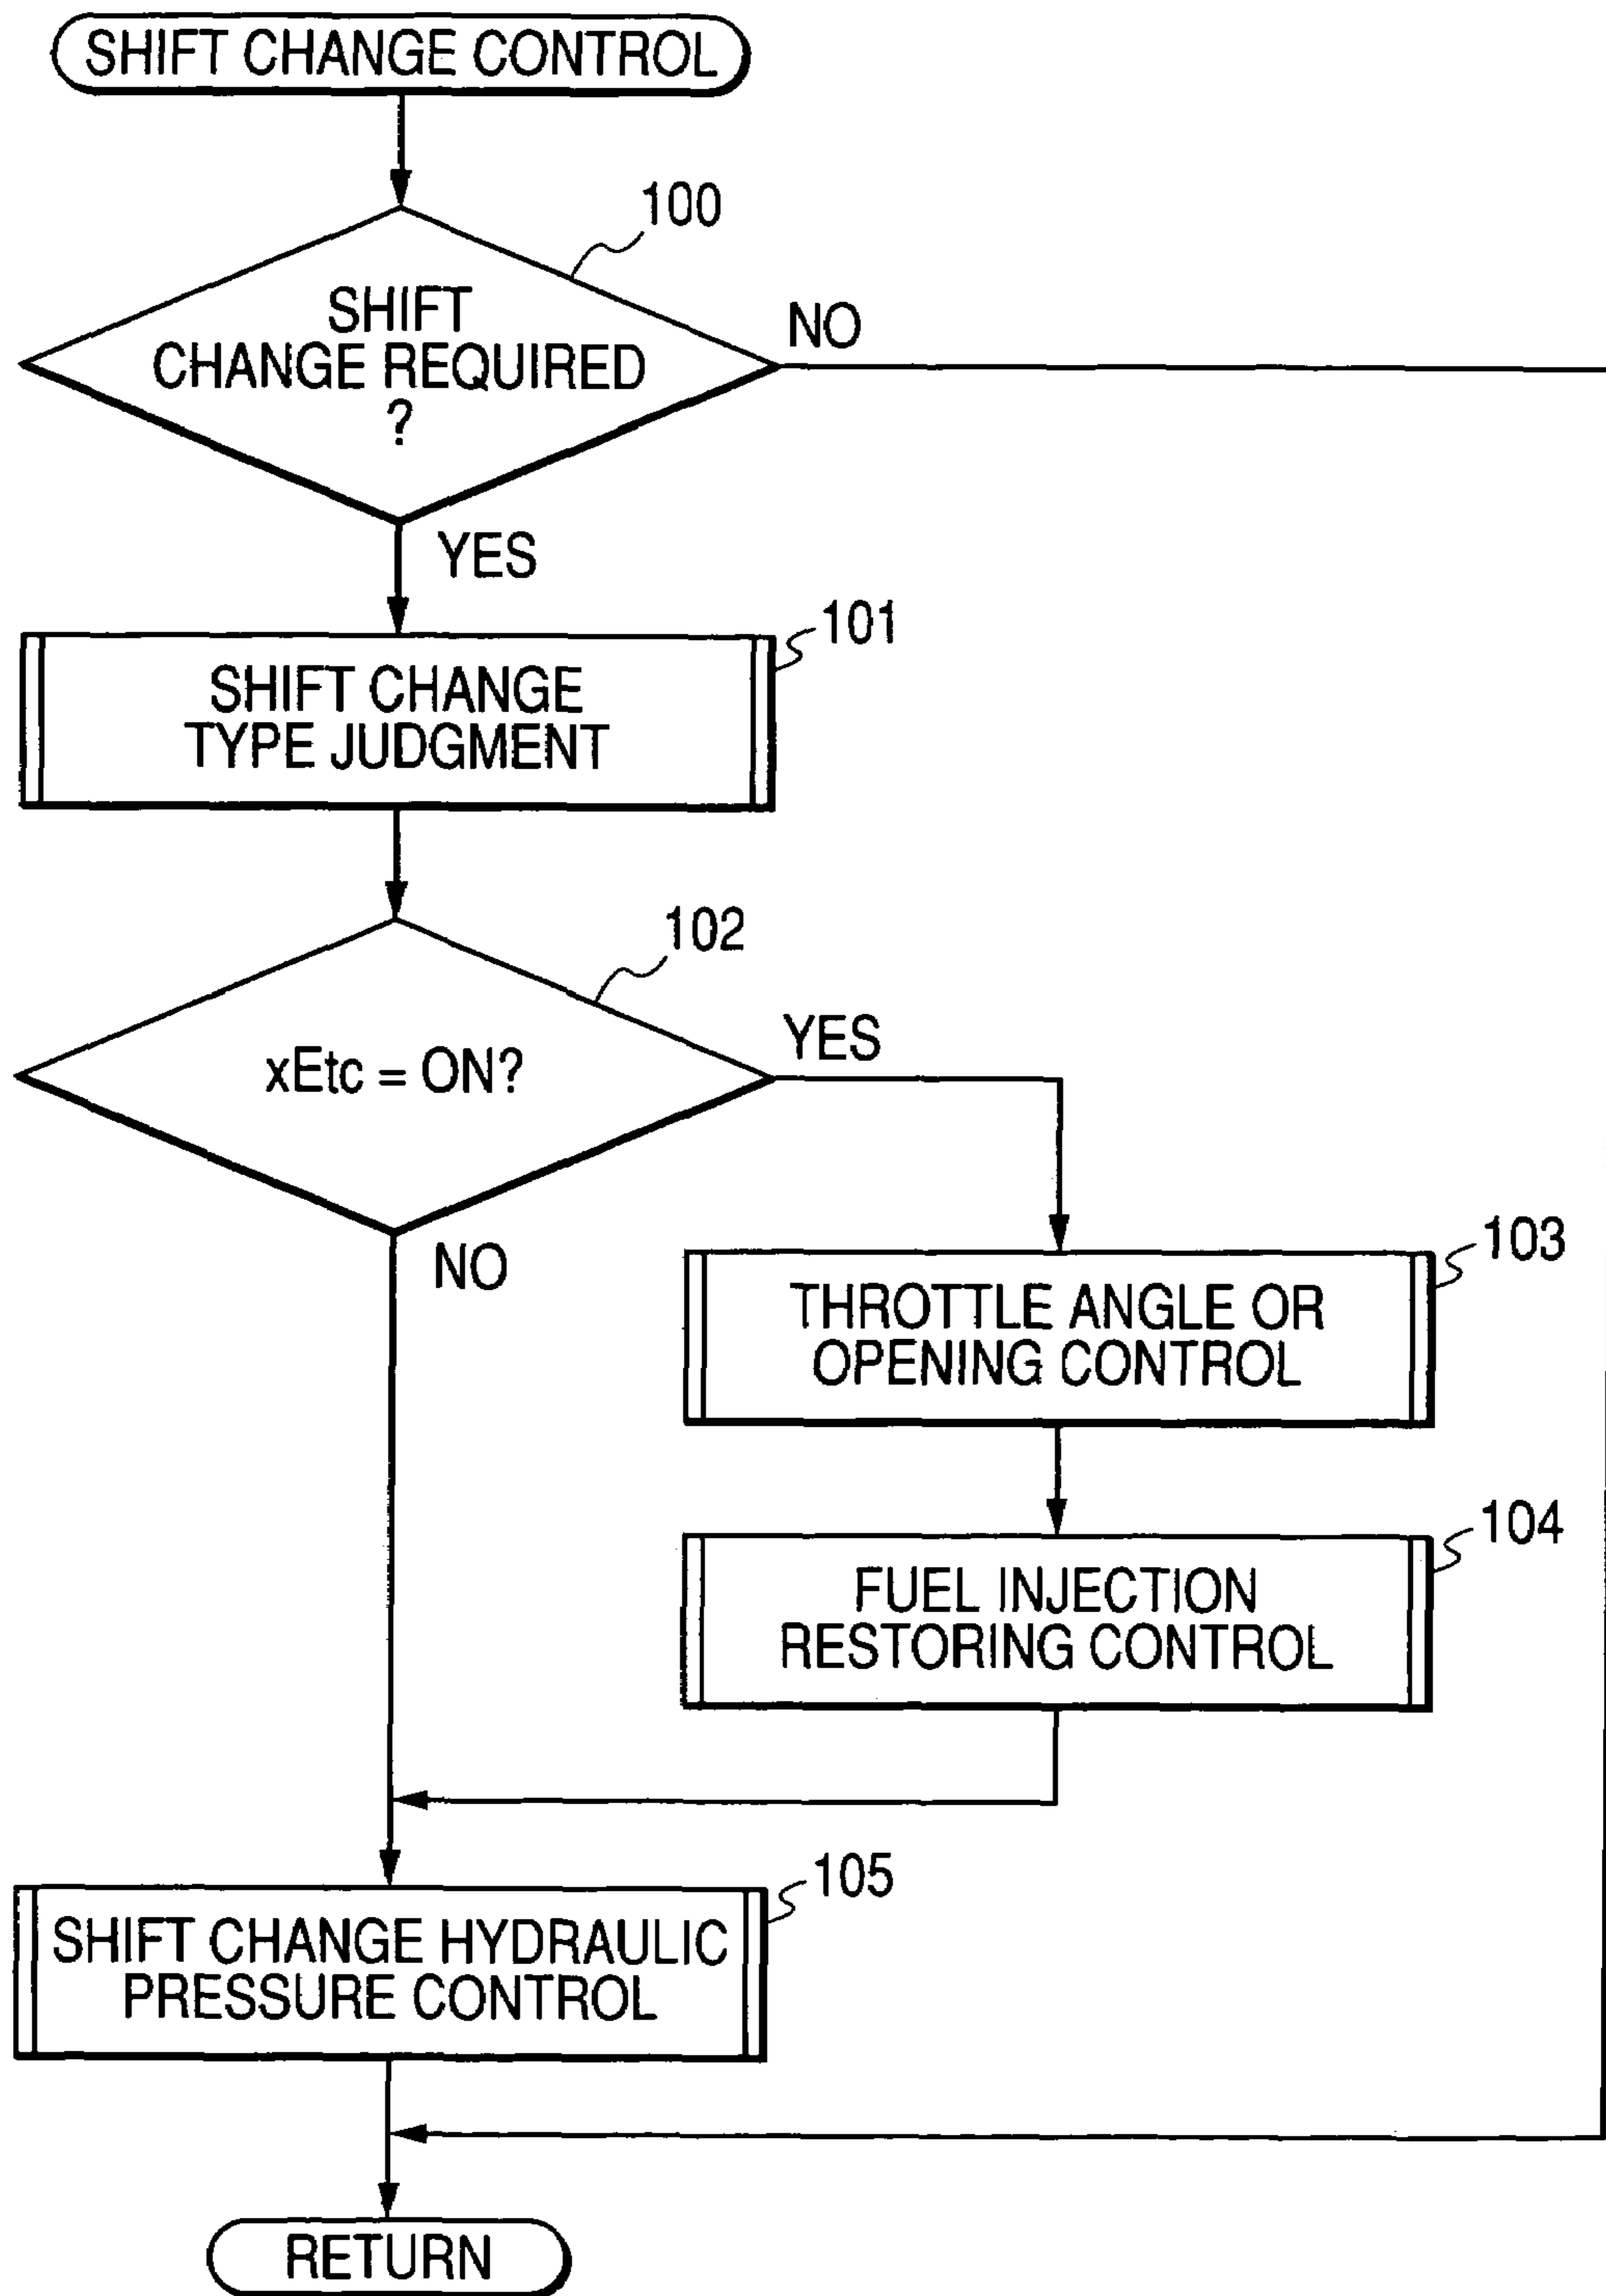 SHIFT CHANGE CONTROL
100
SHIFT
CHANGE REQUIRED
?
NO
YES
101
SHIFT CHANGE
TYPE JUDGMENT
102
xEtc = ON?
YES
NO
103
THROTTLE ANGLE OR
OPENING CONTROL
104
FUEL INJECTION
RESTORING CONTROL
105
SHIFT CHANGE HYDRAULIC
PRESSURE CONTROL
RETURN